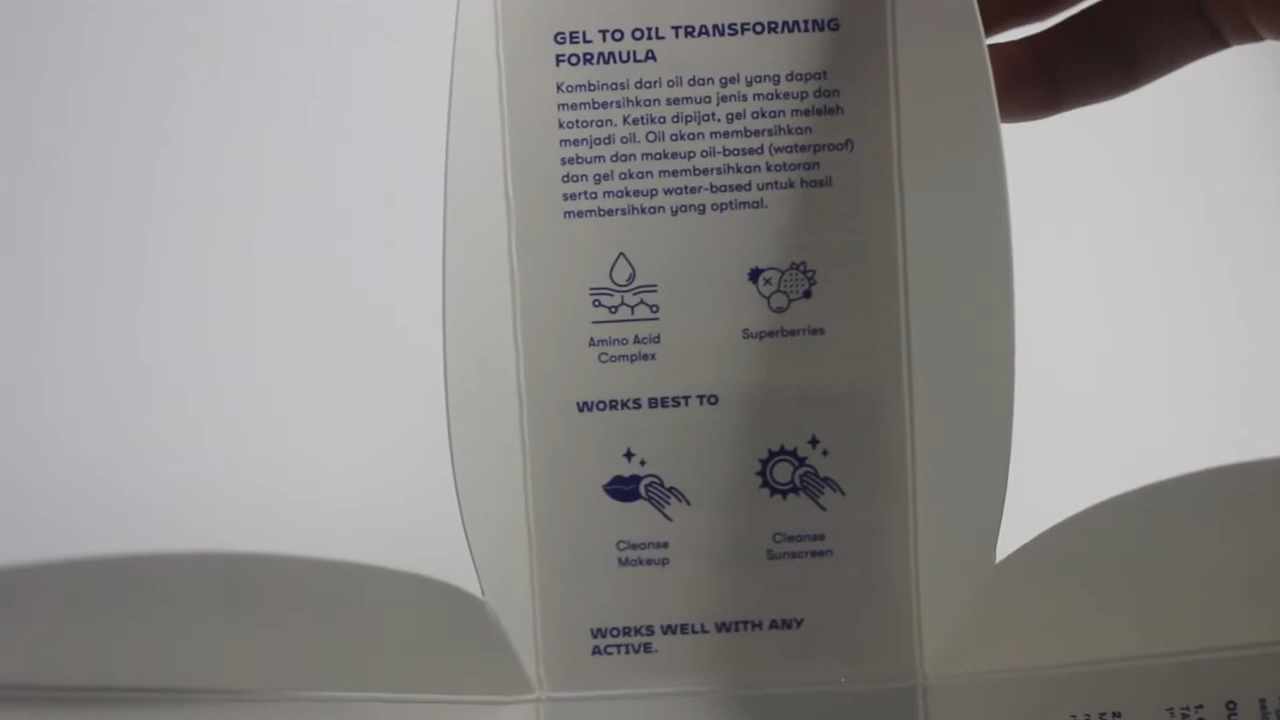 GEL TO OIL TRANSFORMING
FORMULA
Kombinasi dari oil dan gel yang dapat
membersihkan semua jenis makeup dan
kotoran. Ketika dipijat, gel akan meleleh
menjadi oil. Oil akan membersihkan
sebum dan makeup oil-based (waterproof)
dan gel akan membersihkan kotoran
serta makeup water-based untuk hasil
membersihkan yang optimal.
Amino Acid
Complex
Superberries
WORKS BEST TO
Cleanse
Makeup
Cleanse
Sunscreen
WORKS WELL WITH ANY
ACTIVE.